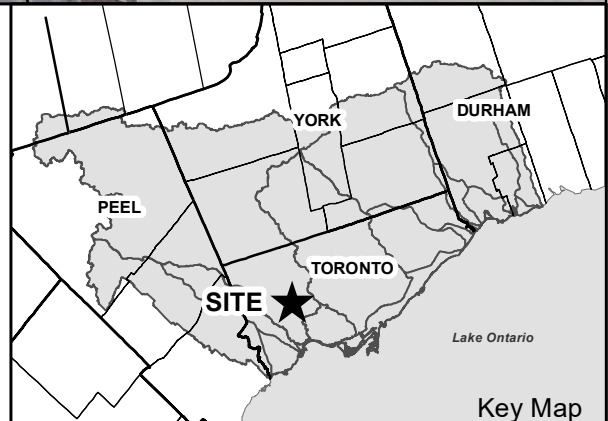 YORK
DURHAM
PEEL
TORONTO
SITE
Lake Ontario
Key Map